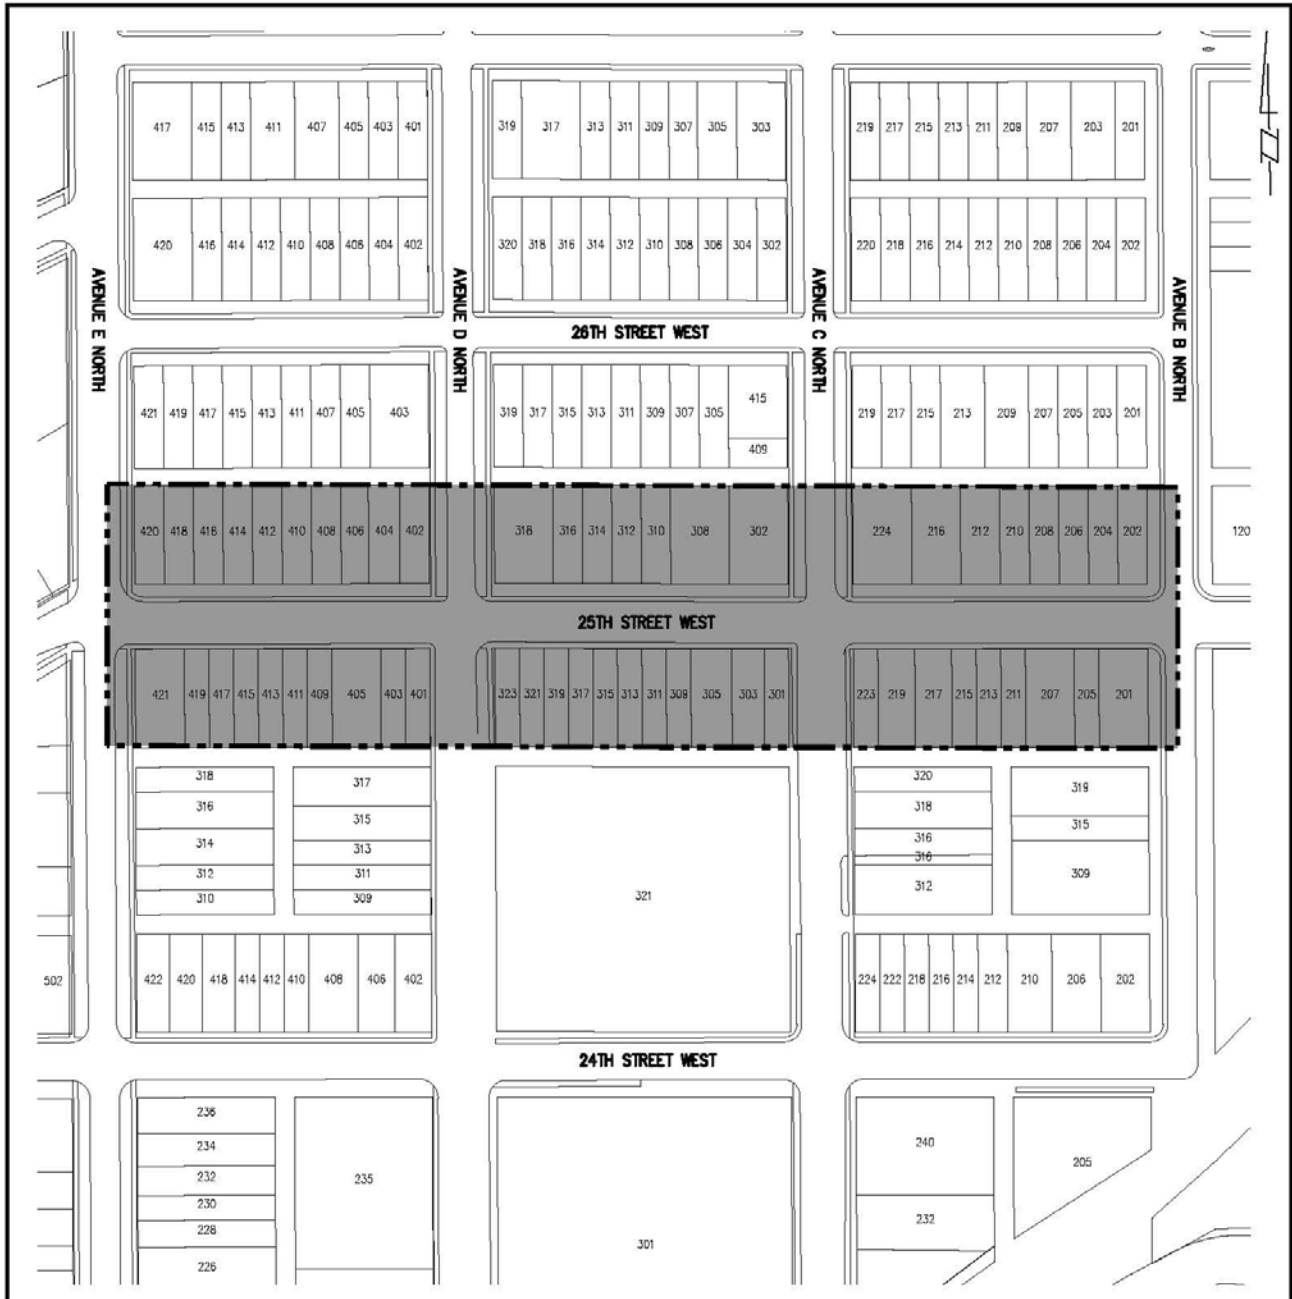 417 415 413 411 407 405 403 401 319 317 313 311 309 307 305 303 219 217 215 213 211 209 207 203 201
420 416 414 412 410 408 406 404 402 320 318 316 314 312 310 308 306 304 302 220 218 216 214 212 210 208 206 204 202
AVENUE E NORTH
AVENUE D NORTH
AVENUE C NORTH
AVENUE B NORTH
26TH STREET WEST
421 419 417 415 413 411 407 405 403 319 317 315 313 311 309 307 305 415 219 217 215 213 209 207 205 203 201
409
420 418 416 414 412 410 408 406 404 402 318 316 314 312 310 308 302 224 216 212 210 208 206 204 202 120
25TH STREET WEST
421 419 417 415 413 411 409 405 403 401 323 321 319 317 315 313 311 309 305 303 301 223 219 217 215 213 211 207 205 201
318 317 320 319
316 315 318 315
314 313 316
312 311 316 309
310 309 312
321
502 422 420 418 414 412 410 408 406 402 224 222 218 216 214 212 210 206 202
24TH STREET WEST
236
234 240
232 235 205
230
228 232
226 301